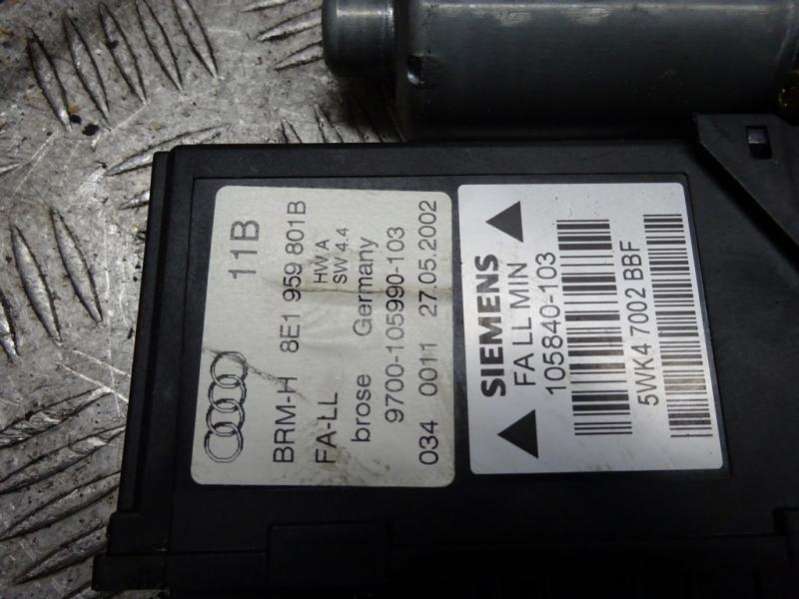 11B
BRM-H 8E1 959 801B
FA-LL HW.A
SW 4.4
brose Germany
9700-105990-103
034 0011 27.05.2002
SIEMENS
FA LL MIN
105840-103
5WK4 7002 BBF